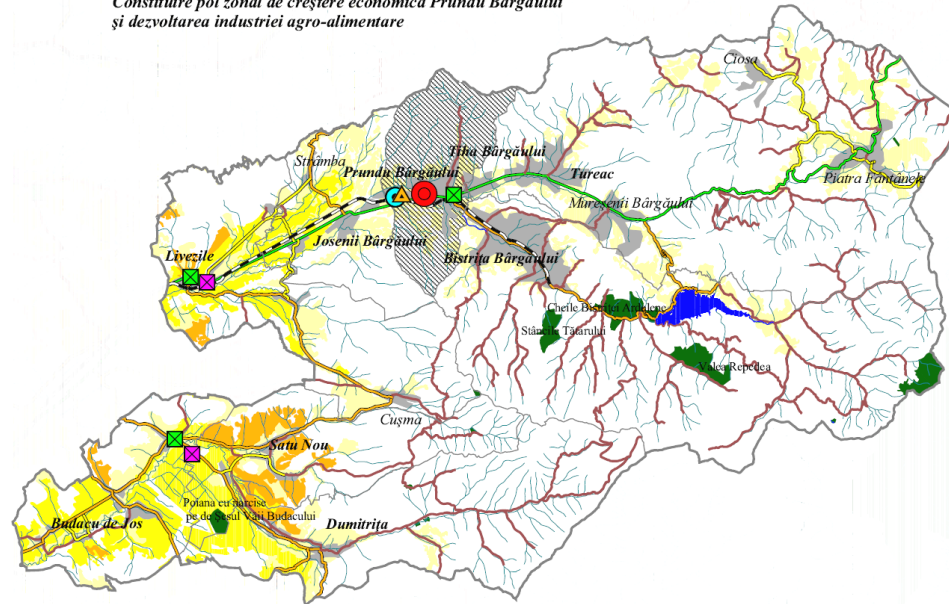 Constituire pol zonal de creștere economică Prundu Bârgăului
și dezvoltarea industriei agro-alimentare
Ciosa
Tiha Bârgăului
Strâmba
Prundu Bârgăului
Tureac
Piatra Fântânele
Mureșenii Bârgăului
Josenii Bârgăului
Livezile
Bistrița Bârgăului
Cheile Bistriței Ardelene
Stâncile Tătarului
Valea Repedea
Cușma
Satu Nou
Poiana cu narcise
pe de Șesul Văii Budacului
Budacu de Jos
Dumitrița